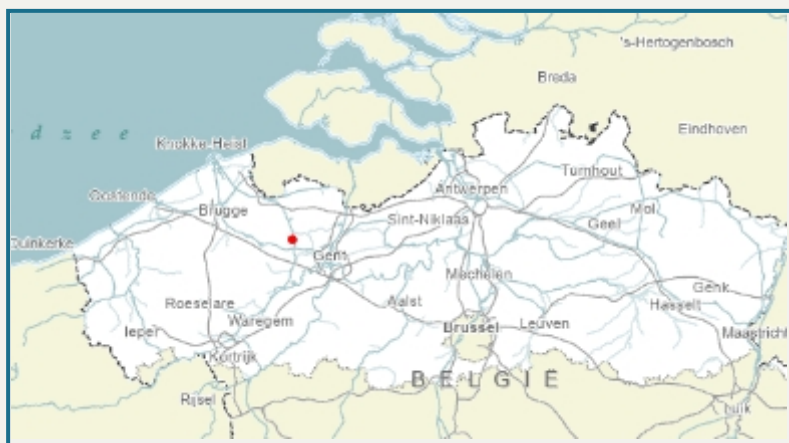 's-Hertogenbosch
Breda
dzee
Eindhoven
Knokke-Heist
Turnhout
Antwerpen
Oostende
Mol
Brugge
Sint-Niklaas
Geel
Duinkerke
Gent
Mechelen
Genk
Roeselare
Aalst
Hasselt
Waregem
Ieper
Brussel
Leuven
Maastricht
Kortrijk
BELGIË
Rijsel
Luik